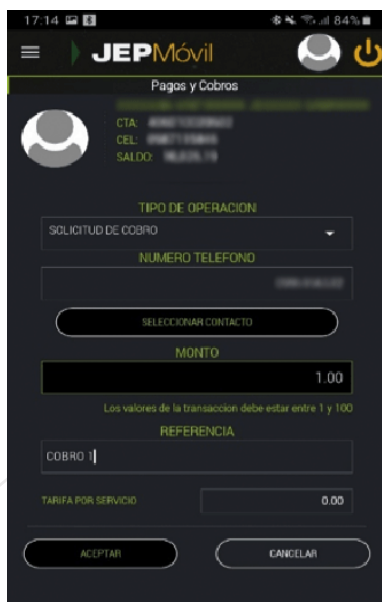 17:14 84%
JEPMóvil
Pagos y Cobros
CTA:
CEL:
SALDO:
TIPO DE OPERACION
SOLICITUD DE COBRO
NUMERO TELEFONO
SELECCIONAR CONTACTO
MONTO
1.00
Los valores de la transaccion debe estar entre 1 y 100
REFERENCIA
COBRO 1
TARIFA POR SERVICIO 0.00
ACEPTAR CANCELAR